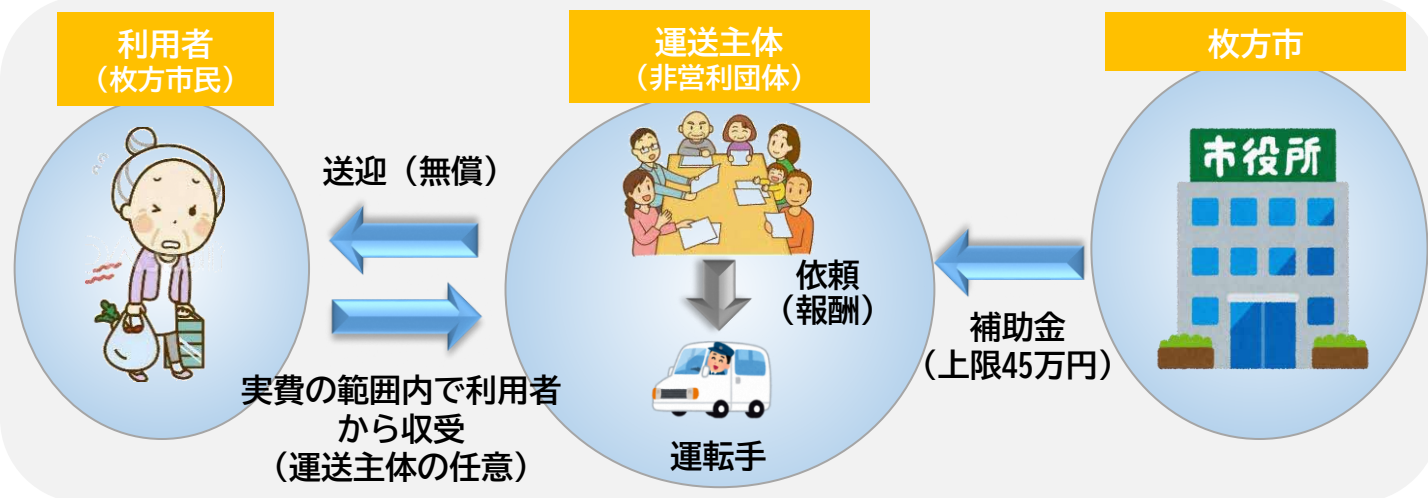 利用者
（枚方市民）
運送主体
（非営利団体）
枚方市
市役所
送迎（無償）
実費の範囲内で利用者
から収受
（運送主体の任意）
依頼
（報酬）
運転手
補助金
（上限45万円）